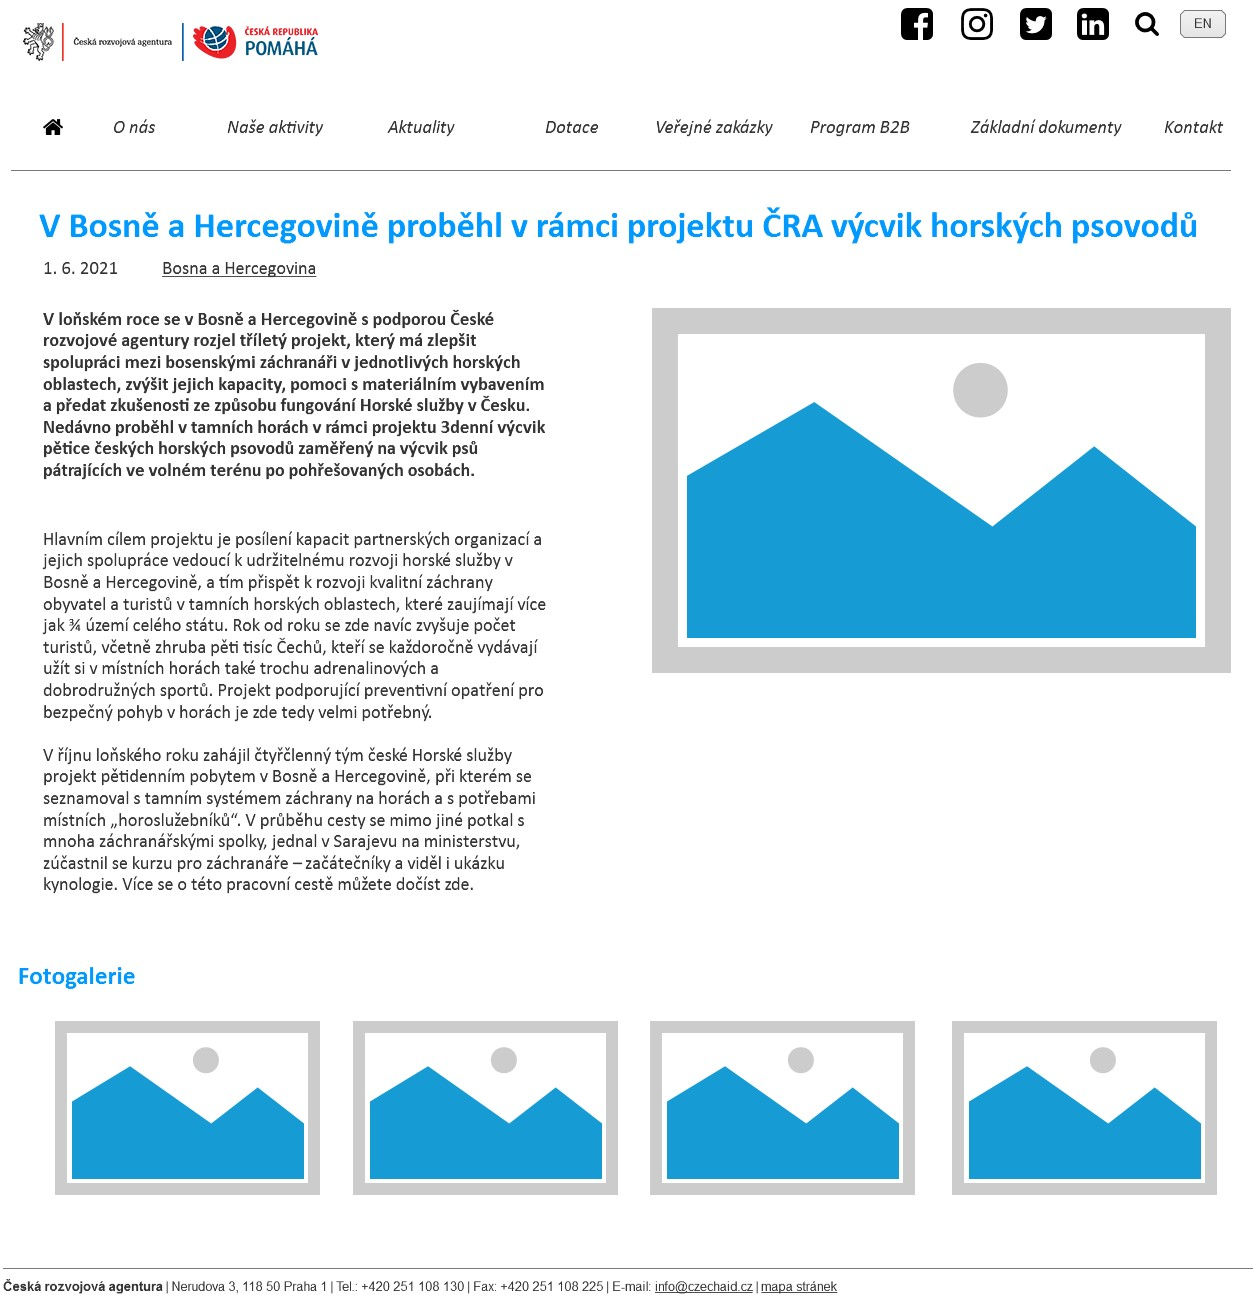 Česká rozvojová agentura
ČESKÁ REPUBLIKA
POMÁHÁ
EN
O nás
Naše aktivity
Aktuality
Dotace
Veřejné zakázky
Program B2B
Základní dokumenty
Kontakt
V Bosně a Hercegovině proběhl v rámci projektu ČRA výcvik horských psovodů
1. 6. 2021 Bosna a Hercegovina
V loňském roce se v Bosně a Hercegovině s podporou České
rozvojové agentury rozjel tříletý projekt, který má zlepšit
spolupráci mezi bosenskými záchranáři v jednotlivých horských
oblastech, zvýšit jejich kapacity, pomoci s materiálním vybavením
a předat zkušenosti ze způsobu fungování Horské služby v Česku.
Nedávno proběhl v tamních horách v rámci projektu 3denní výcvik
pětice českých horských psovodů zaměřený na výcvik psů
pátrajících ve volném terénu po pohřešovaných osobách.
Hlavním cílem projektu je posílení kapacit partnerských organizací a
jejich spolupráce vedoucí k udržitelnému rozvoji horské služby v
Bosně a Hercegovině, a tím přispět k rozvoji kvalitní záchrany
obyvatel a turistů v tamních horských oblastech, které zaujímají více
jak ¾ území celého státu. Rok od roku se zde navíc zvyšuje počet
turistů, včetně zhruba pěti tisíc Čechů, kteří se každoročně vydávají
užít si v místních horách také trochu adrenalinových a
dobrodružných sportů. Projekt podporující preventivní opatření pro
bezpečný pohyb v horách je zde tedy velmi potřebný.
V říjnu loňského roku zahájil čtyřčlenný tým české Horské služby
projekt pětidenním pobytem v Bosně a Hercegovině, při kterém se
seznamoval s tamním systémem záchrany na horách a s potřebami
místních „horoslužebníků“. V průběhu cesty se mimo jiné potkal s
mnoha záchranářskými spolky, jednal v Sarajevu na ministerstvu,
zúčastnil se kurzu pro záchranáře – začátečníky a viděl i ukázku
kynologie. Více se o této pracovní cestě můžete dočíst zde.
Fotogalerie
Česká rozvojová agentura | Nerudova 3, 118 50 Praha 1 | Tel.: +420 251 108 130 | Fax: +420 251 108 225 | E-mail: info@czechaid.cz | mapa stránek